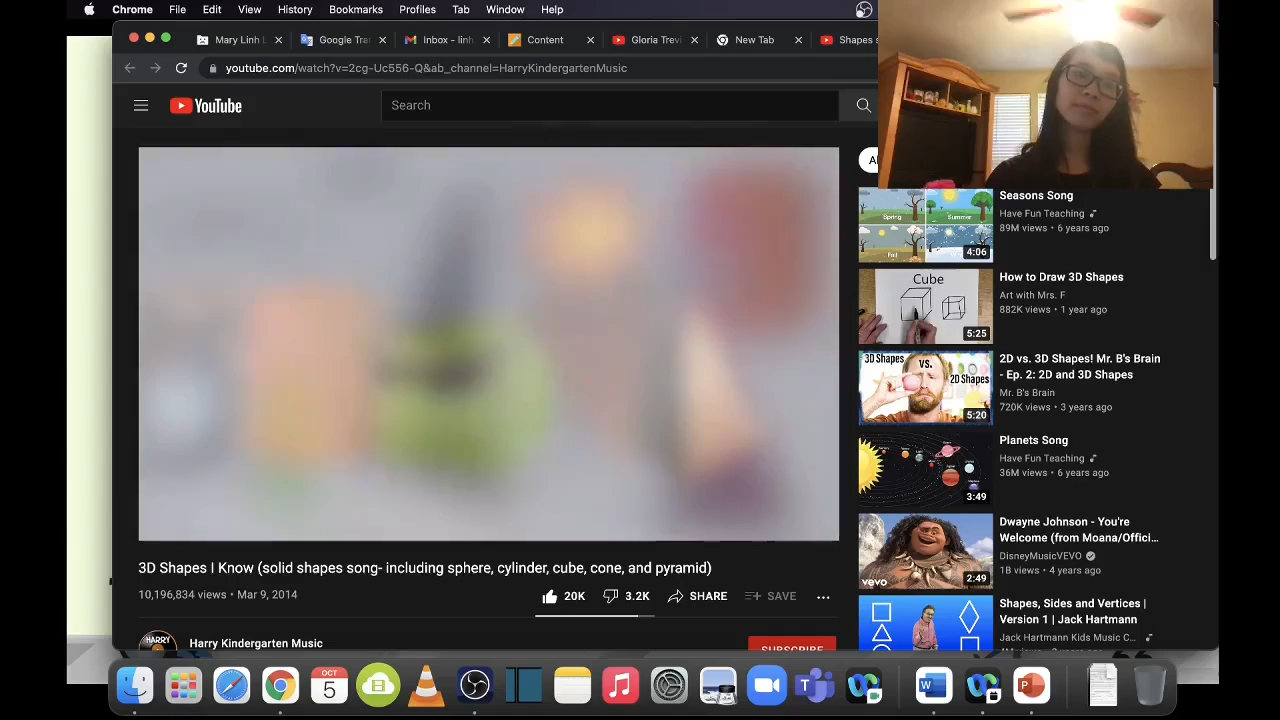 Chrome File Edit View History Bookmarks Profiles Tab Window Help
Mary Linh L
Google Tra
Inbox - linh
Content
Gloria Trevi
New Tab
Shapes s
youtube.com/watch?v=2cg-Uc556-Q&ab_channel=HarryKindergartenMusic
YouTube
Search
Spring
Summer
Fall
4:06
Seasons Song
Have Fun Teaching
89M views • 6 years ago
Cube
5:25
How to Draw 3D Shapes
Art with Mrs. F
882K views • 1 year ago
3D Shapes
VS.
2D Shapes
5:20
2D vs. 3D Shapes! Mr. B's Brain
- Ep. 2: 2D and 3D Shapes
Mr. B's Brain
720K views • 3 years ago
3:49
Planets Song
Have Fun Teaching
36M views • 6 years ago
vevo
2:49
Dwayne Johnson - You're
Welcome (from Moana/Offici...
DisneyMusicVEVO
1B views • 4 years ago
Shapes, Sides and Vertices |
Version 1 | Jack Hartmann
Jack Hartmann Kids Music C...
3D Shapes I Know (solid shapes song- including sphere, cylinder, cube, cone, and pyramid)
10,196,834 views • Mar 9, 2014
20K
3.2K
SHARE
SAVE
HARRY
Harry Kindergarten Music
SUBSCRIBE
OCT
5